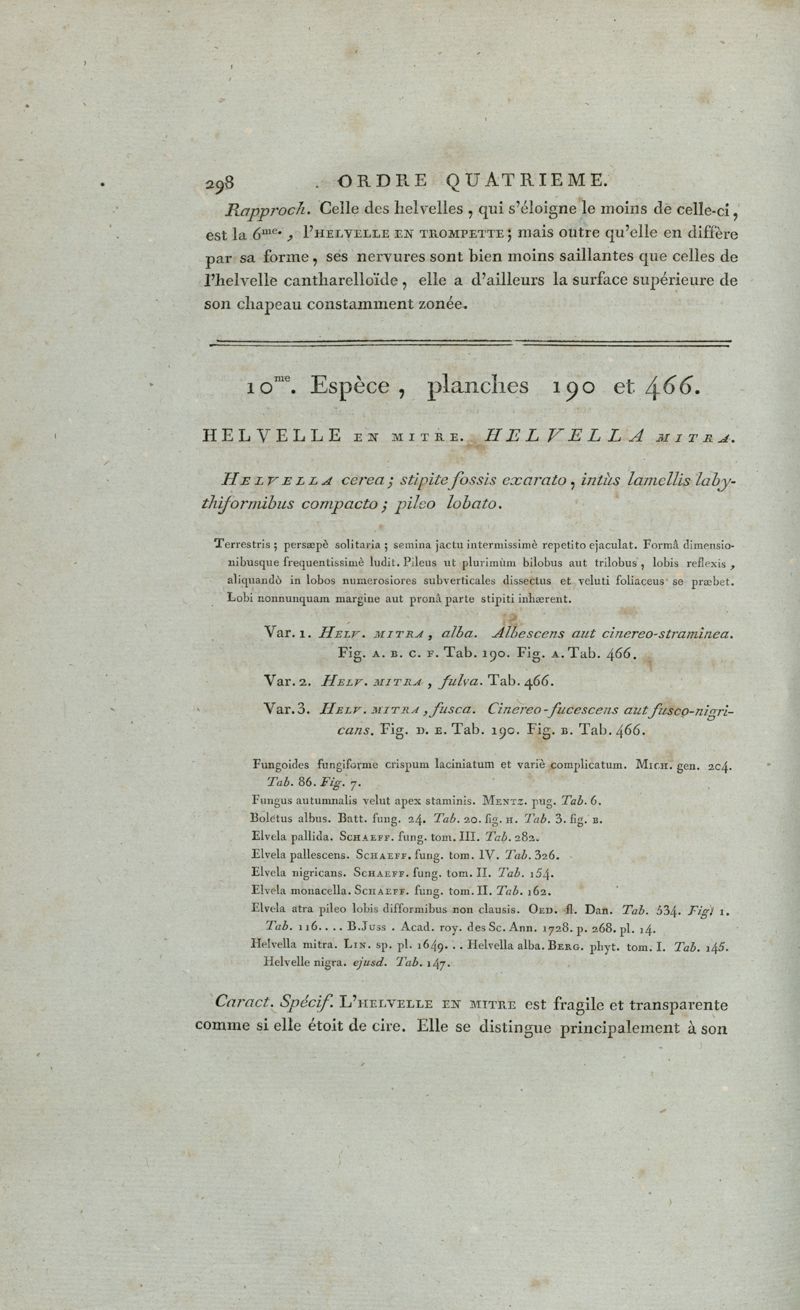 298 . ORDRE QUATRIEME.
Rapproch. Celle des helvelles , qui s'éloigne le moins de celle-ci ,
est la 6me. , l'HELVELLE EN TROMPETTE ; mais outre qu'elle en diffère
par sa forme , ses nervures sont bien moins saillantes que celles de
l'helvelle cantharelloïde , elle a d'ailleurs la surface supérieure de
son chapeau constamment zonée.
10me. Espèce , planches 190 et 466.
HELVELLE EN MITRE. HELVELLA MITRA.
HELVELLA cerea ; stipite fossis exarato , intùs lamellis laby-
thiformibus compacto ; pileo lobato.
Terrestris ; persæpè solitaria ; semina jactu intermissimè repetito ejaculat. Formâ dimensio-
nibusque frequentissimè ludit. Pileus ut plurimùm bilobus aut trilobus , lobis reflexis ,
aliquandò in lobos numerosiores subverticales dissectus et veluti foliaceus se præbet.
Lobi nonnunquam margine aut pronâ parte stipiti inhærent.
Var. 1. HELV. MITRA , alba. Albescens aut cinereo-straminea.
Fig. A. B. C. F. Tab. 190. Fig. A. Tab. 466.
Var. 2. HELV. MITRA , fulva. Tab. 466.
Var. 3. HELV. MITRA , fusca. Cinereo-fucescens aut fusco-nigri-
cans. Fig. D. E. Tab. 190. Fig. B. Tab. 466.
Fungoides fungiforme crispum laciniatum et variè complicatum. MICH. gen. 204.
Tab. 86. Fig. 7.
Fungus autumnalis velut apex staminis. MENTZ. pug. Tab. 6.
Boletus albus. Batt. fung. 24. Tab. 20. fig. H. Tab. 3. fig. B.
Elvela pallida. SCHAEFF. fung. tom. III. Tab. 282.
Elvela pallescens. SCHAEFF. fung. tom. IV. Tab. 326.
Elvela nigricans. SCHAEFF. fung. tom. II. Tab. 154.
Elvela monacella. SCHAEFF. fung. tom. II. Tab. 162.
Elvela atra pileo lobis difformibus non clausis. OED. fl. Dan. Tab. 534. Fig) 1.
Tab. 116.... B. JUSS . Acad. roy. des Sc. Ann. 1728. p. 268. pl. 14.
Helvella mitra. LIN. sp. pl. 1649... Helvella alba. BERG. phyt. tom. I. Tab. 145.
Helvelle nigra. ejusd. Tab. 147.
Caract. Spécif. L'HELVELLE EN MITRE est fragile et transparente
comme si elle étoit de cire. Elle se distingue principalement à son